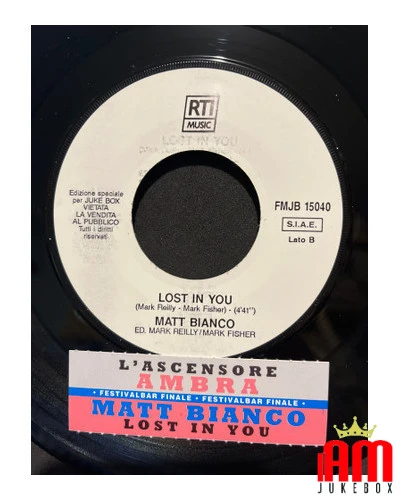 RTI
MUSIC
LOST IN YOU
Edizione speciale
per JUKE BOX
VIETATA
LA VENDITA
AL PUBBLICO
Tutti i diritti
riservati
FMJB 15040
S.I.A.E.
Lato B
LOST IN YOU
(Mark Reilly - Mark Fisher) - (4'41")
MATT BIANCO
ED. MARK REILLY/MARK FISHER
L'ASCENSORE
AMBRA
• FESTIVALBAR FINALE • FESTIVALBAR FINALE •
MATT BIANCO
LOST IN YOU
IAM
JUKEBOX